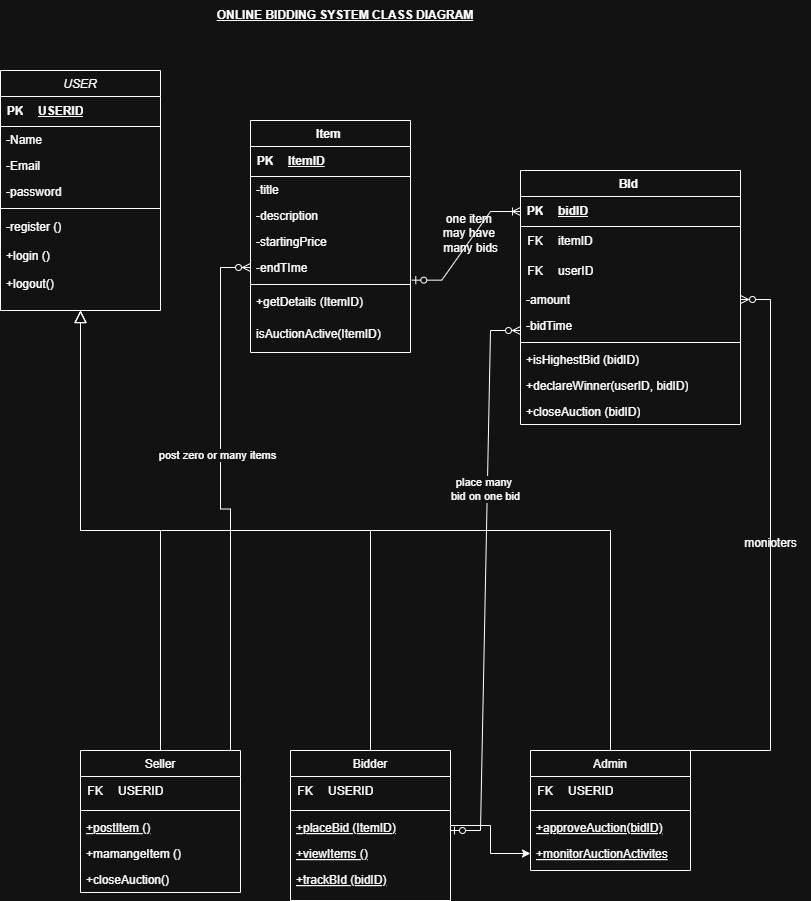 ONLINE BIDDING SYSTEM CLASS DIAGRAM
USER
PK USERID
-Name
-Email
-password
-register ()
+login ()
+logout()
Item
PK ItemID
-title
-description
-startingPrice
-endTIme
+getDetails (ItemID)
isAuctionActive(ItemID)
one item
may have
many bids
BId
PK bidID
FK itemID
FK userID
-amount
-bidTime
+isHighestBid (bidID)
+declareWinner(userID, bidID)
+closeAuction (bidID)
post zero or many items
place many
bid on one bid
monioters
Seller
FK USERID
+postItem ()
+mamangeItem ()
+closeAuction()
Bidder
FK USERID
+placeBid (ItemID)
+viewItems ()
+trackBId (bidID)
Admin
FK USERID
+approveAuction(bidID)
+monitorAuctionActivites